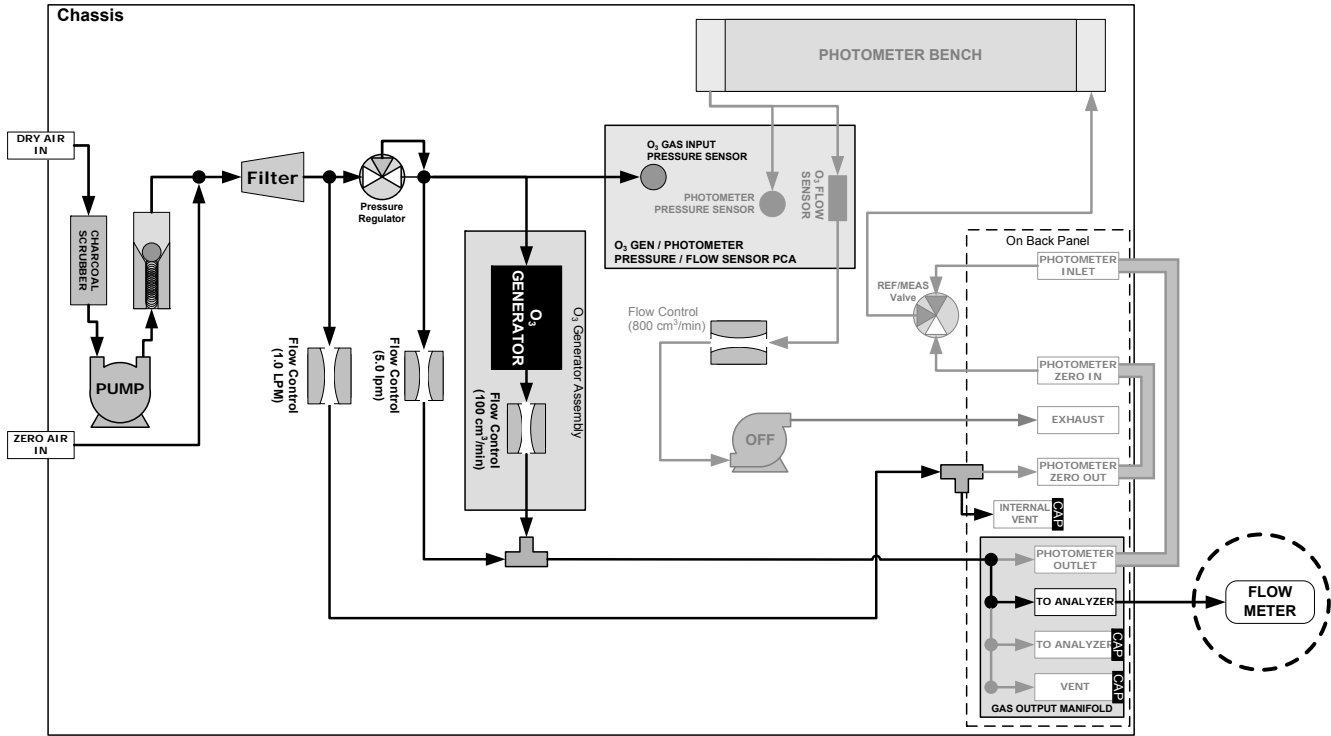 Chassis
PHOTOMETER BENCH
DRY AIR
IN
O₃ GAS INPUT
PRESSURE SENSOR
Filter
Pressure
Regulator
PHOTOMETER
PRESSURE SENSOR
O₃ FLOW
SENSOR
O₃ GEN / PHOTOMETER
PRESSURE / FLOW SENSOR PCA
CHARCOAL
SCRUBBER
PUMP
ZERO AIR
IN
Flow Control
(1.0 LPM)
Flow Control
(5.0 lpm)
O₃
GENERATOR
Flow Control
(100 cm³/min)
O₃ Generator Assembly
Flow Control
(800 cm³/min)
OFF
On Back Panel
REF/MEAS
Valve
PHOTOMETER
INLET
PHOTOMETER
ZERO IN
EXHAUST
PHOTOMETER
ZERO OUT
INTERNAL
VENT
CAP
PHOTOMETER
OUTLET
TO ANALYZER
TO ANALYZER
CAP
VENT
CAP
GAS OUTPUT MANIFOLD
FLOW
METER